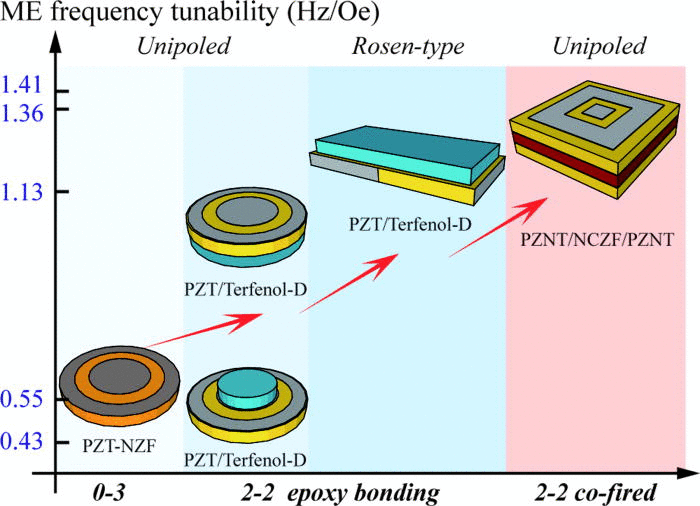 ME frequency tunability (Hz/Oe)
Unipoled Rosen-type Unipoled
1.41
1.36
1.13
PZT/Terfenol-D
PZNT/NCZF/PZNT
PZT/Terfenol-D
0.55
0.43
PZT-NZF
PZT/Terfenol-D
0-3 2-2 epoxy bonding 2-2 co-fired